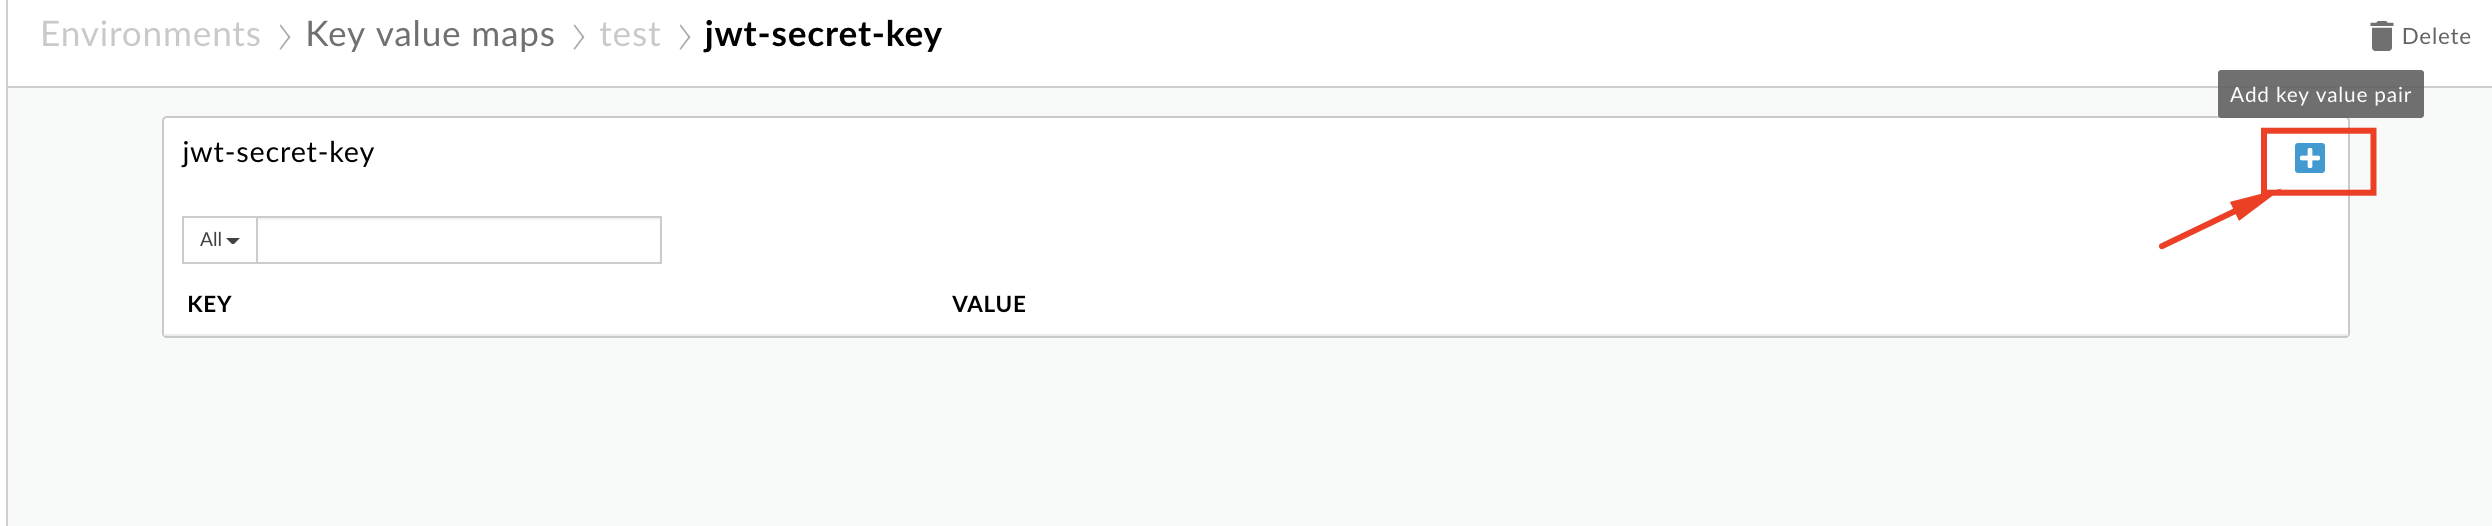 Environments > Key value maps > test > jwt-secret-key
Delete
Add key value pair
jwt-secret-key
All
KEY VALUE